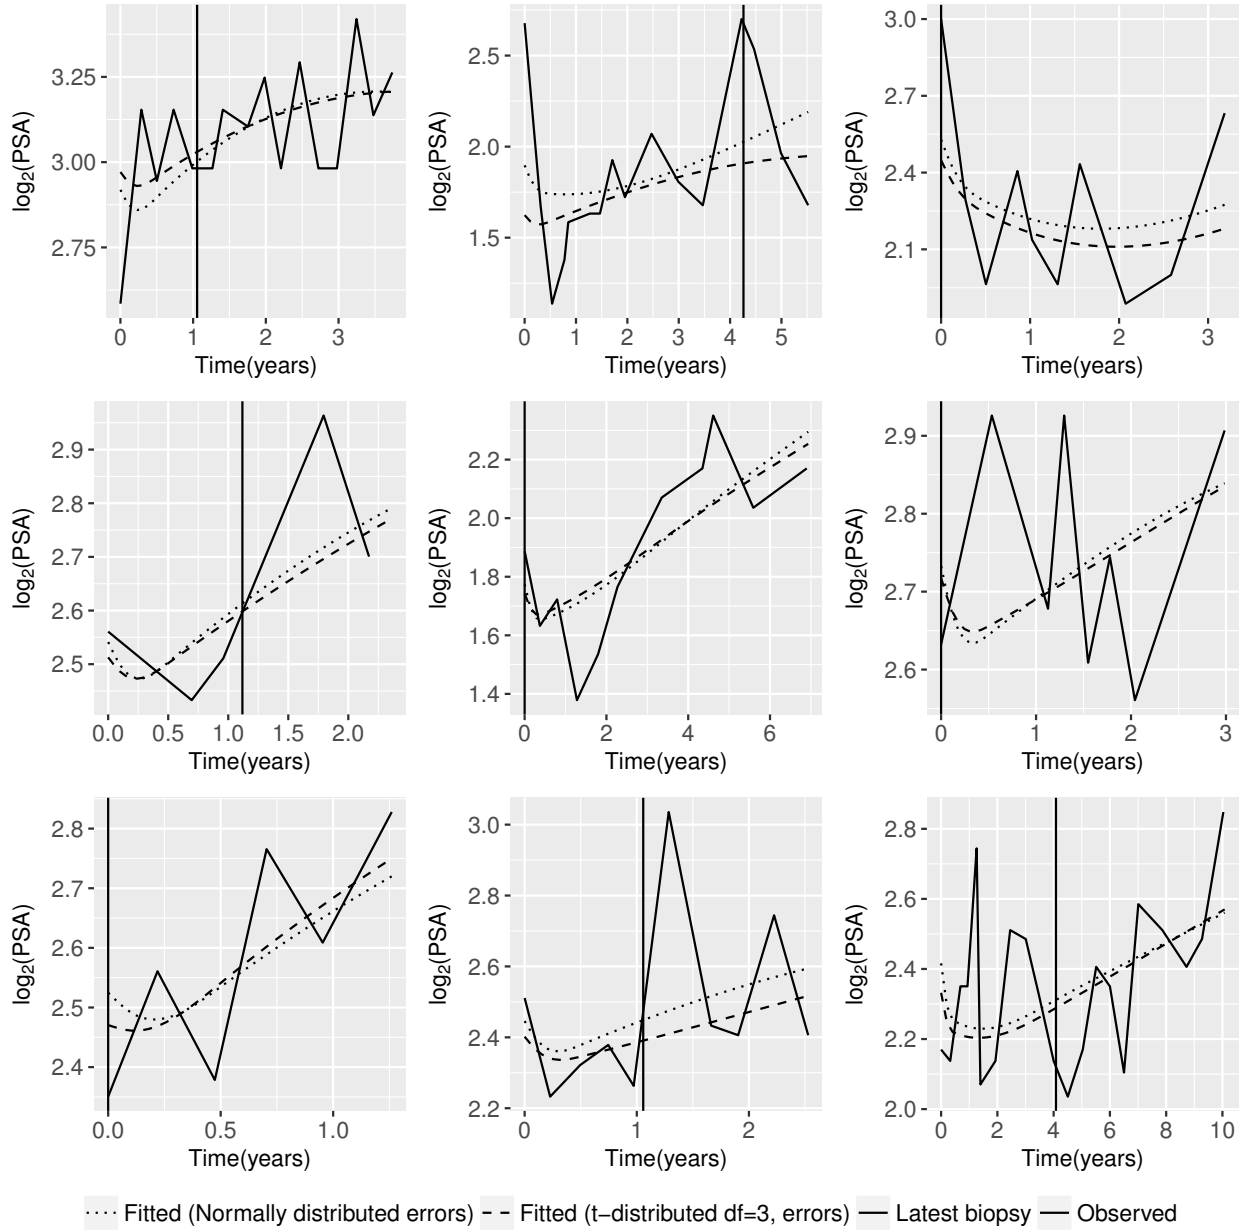 3.25
3.00
2.75
log2(PSA)
0 1 2 3
Time(years)
2.5
2.0
1.5
log2(PSA)
0 1 2 3 4 5
Time(years)
3.0
2.7
2.4
2.1
log2(PSA)
0 1 2 3
Time(years)
2.9
2.8
2.7
2.6
2.5
log2(PSA)
0.0 0.5 1.0 1.5 2.0
Time(years)
2.2
2.0
1.8
1.6
1.4
log2(PSA)
0 2 4 6
Time(years)
2.9
2.8
2.7
2.6
log2(PSA)
0 1 2 3
Time(years)
2.8
2.7
2.6
2.5
2.4
log2(PSA)
0.0 0.5 1.0
Time(years)
3.0
2.8
2.6
2.4
2.2
log2(PSA)
0 1 2
Time(years)
2.8
2.6
2.4
2.2
2.0
log2(PSA)
0 2 4 6 8 10
Time(years)
Fitted (Normally distributed errors) Fitted (t−distributed df=3, errors) Latest biopsy Observed